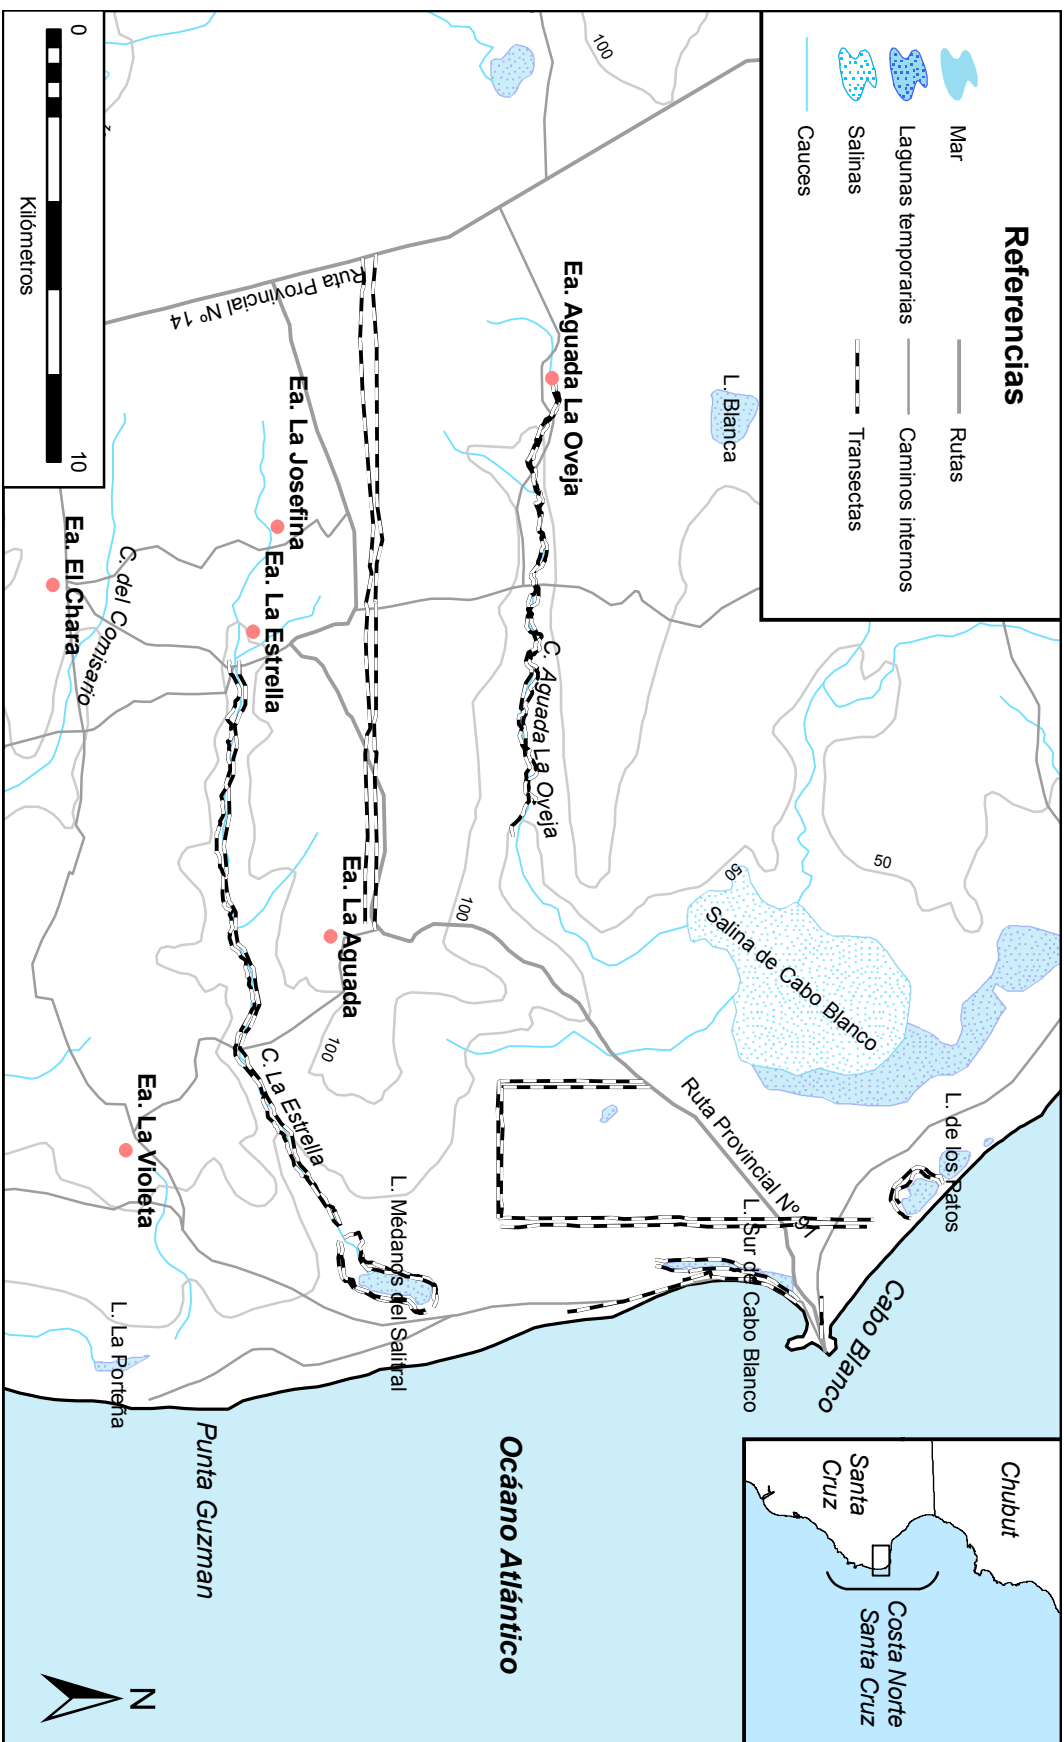 Referencias
Mar
Lagunas temporarias
Salinas
Cauces
Rutas
Caminos internos
Transectas
Chubut
Santa
Cruz
Costa Norte
Santa Cruz
100
50
50
Salina de Cabo Blanco
L. de los Patos
L. Blanca
Ea. Aguada La Oveja
C. Aguada La Oveja
100
Ruta Provincial Nº 91
L. Sur de Cabo Blanco
Cabo Blanco
Ruta Provincial Nº 14
Ea. La Josefina
Ea. La Estrella
Ea. La Aguada
100
C. La Estrella
L. Médanos del Salitral
Ocáano Atlántico
C. del Comisario
Ea. El Chara
Ea. La Violeta
L. La Porteña
Punta Guzman
0
10
Kilómetros
N